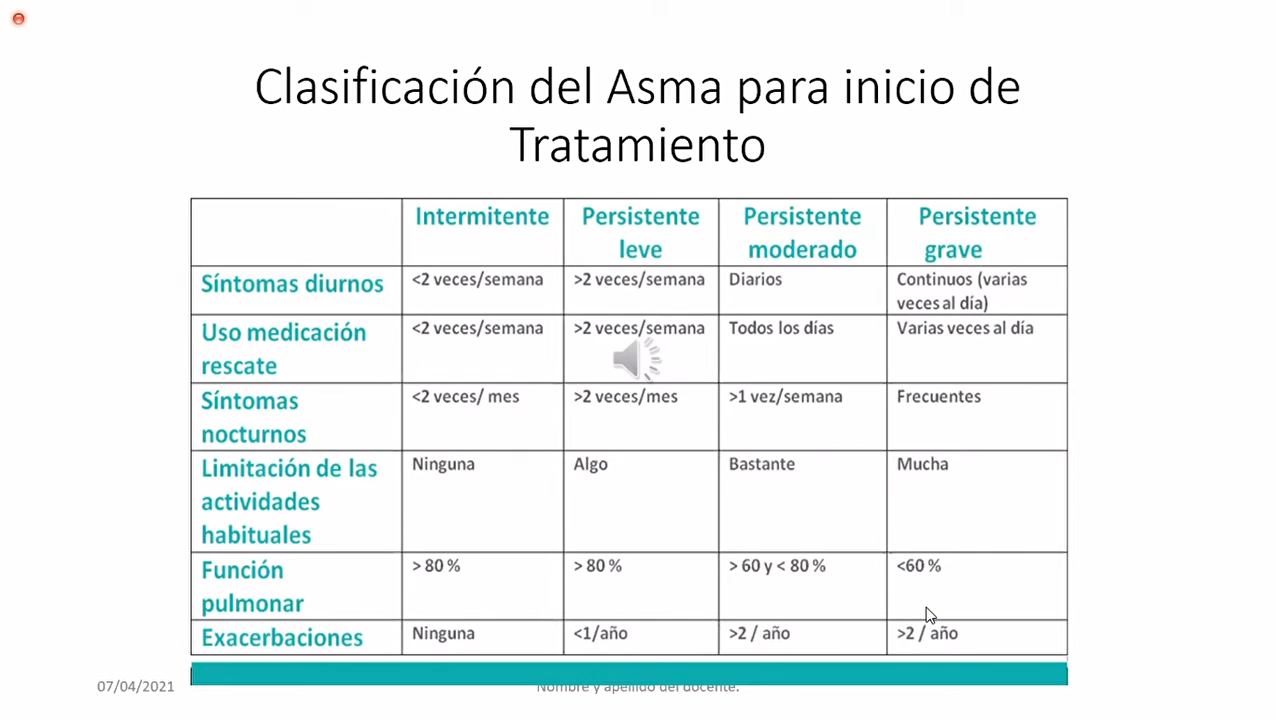 Clasificación del Asma para inicio de
Tratamiento
Intermitente
Persistente
leve
Persistente
moderado
Persistente
grave
Síntomas diurnos
<2 veces/semana
>2 veces/semana
Diarios
Continuos (varias
veces al día)
Uso medicación
rescate
<2 veces/semana
>2 veces/semana
Todos los días
Varias veces al día
Síntomas
nocturnos
<2 veces/ mes
>2 veces/mes
>1 vez/semana
Frecuentes
Limitación de las
actividades
habituales
Ninguna
Algo
Bastante
Mucha
Función
pulmonar
> 80 %
> 80 %
> 60 y < 80 %
<60 %
Exacerbaciones
Ninguna
<1/año
>2 / año
>2 / año
07/04/2021
Nombre y apellido del docente.